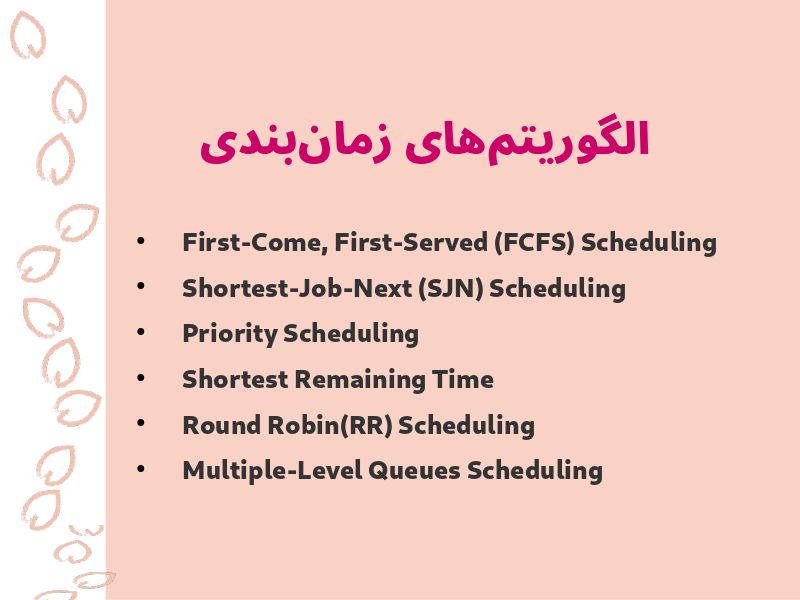 الگوریتم‌های زمان‌بندی
• First-Come, First-Served (FCFS) Scheduling
• Shortest-Job-Next (SJN) Scheduling
• Priority Scheduling
• Shortest Remaining Time
• Round Robin(RR) Scheduling
• Multiple-Level Queues Scheduling